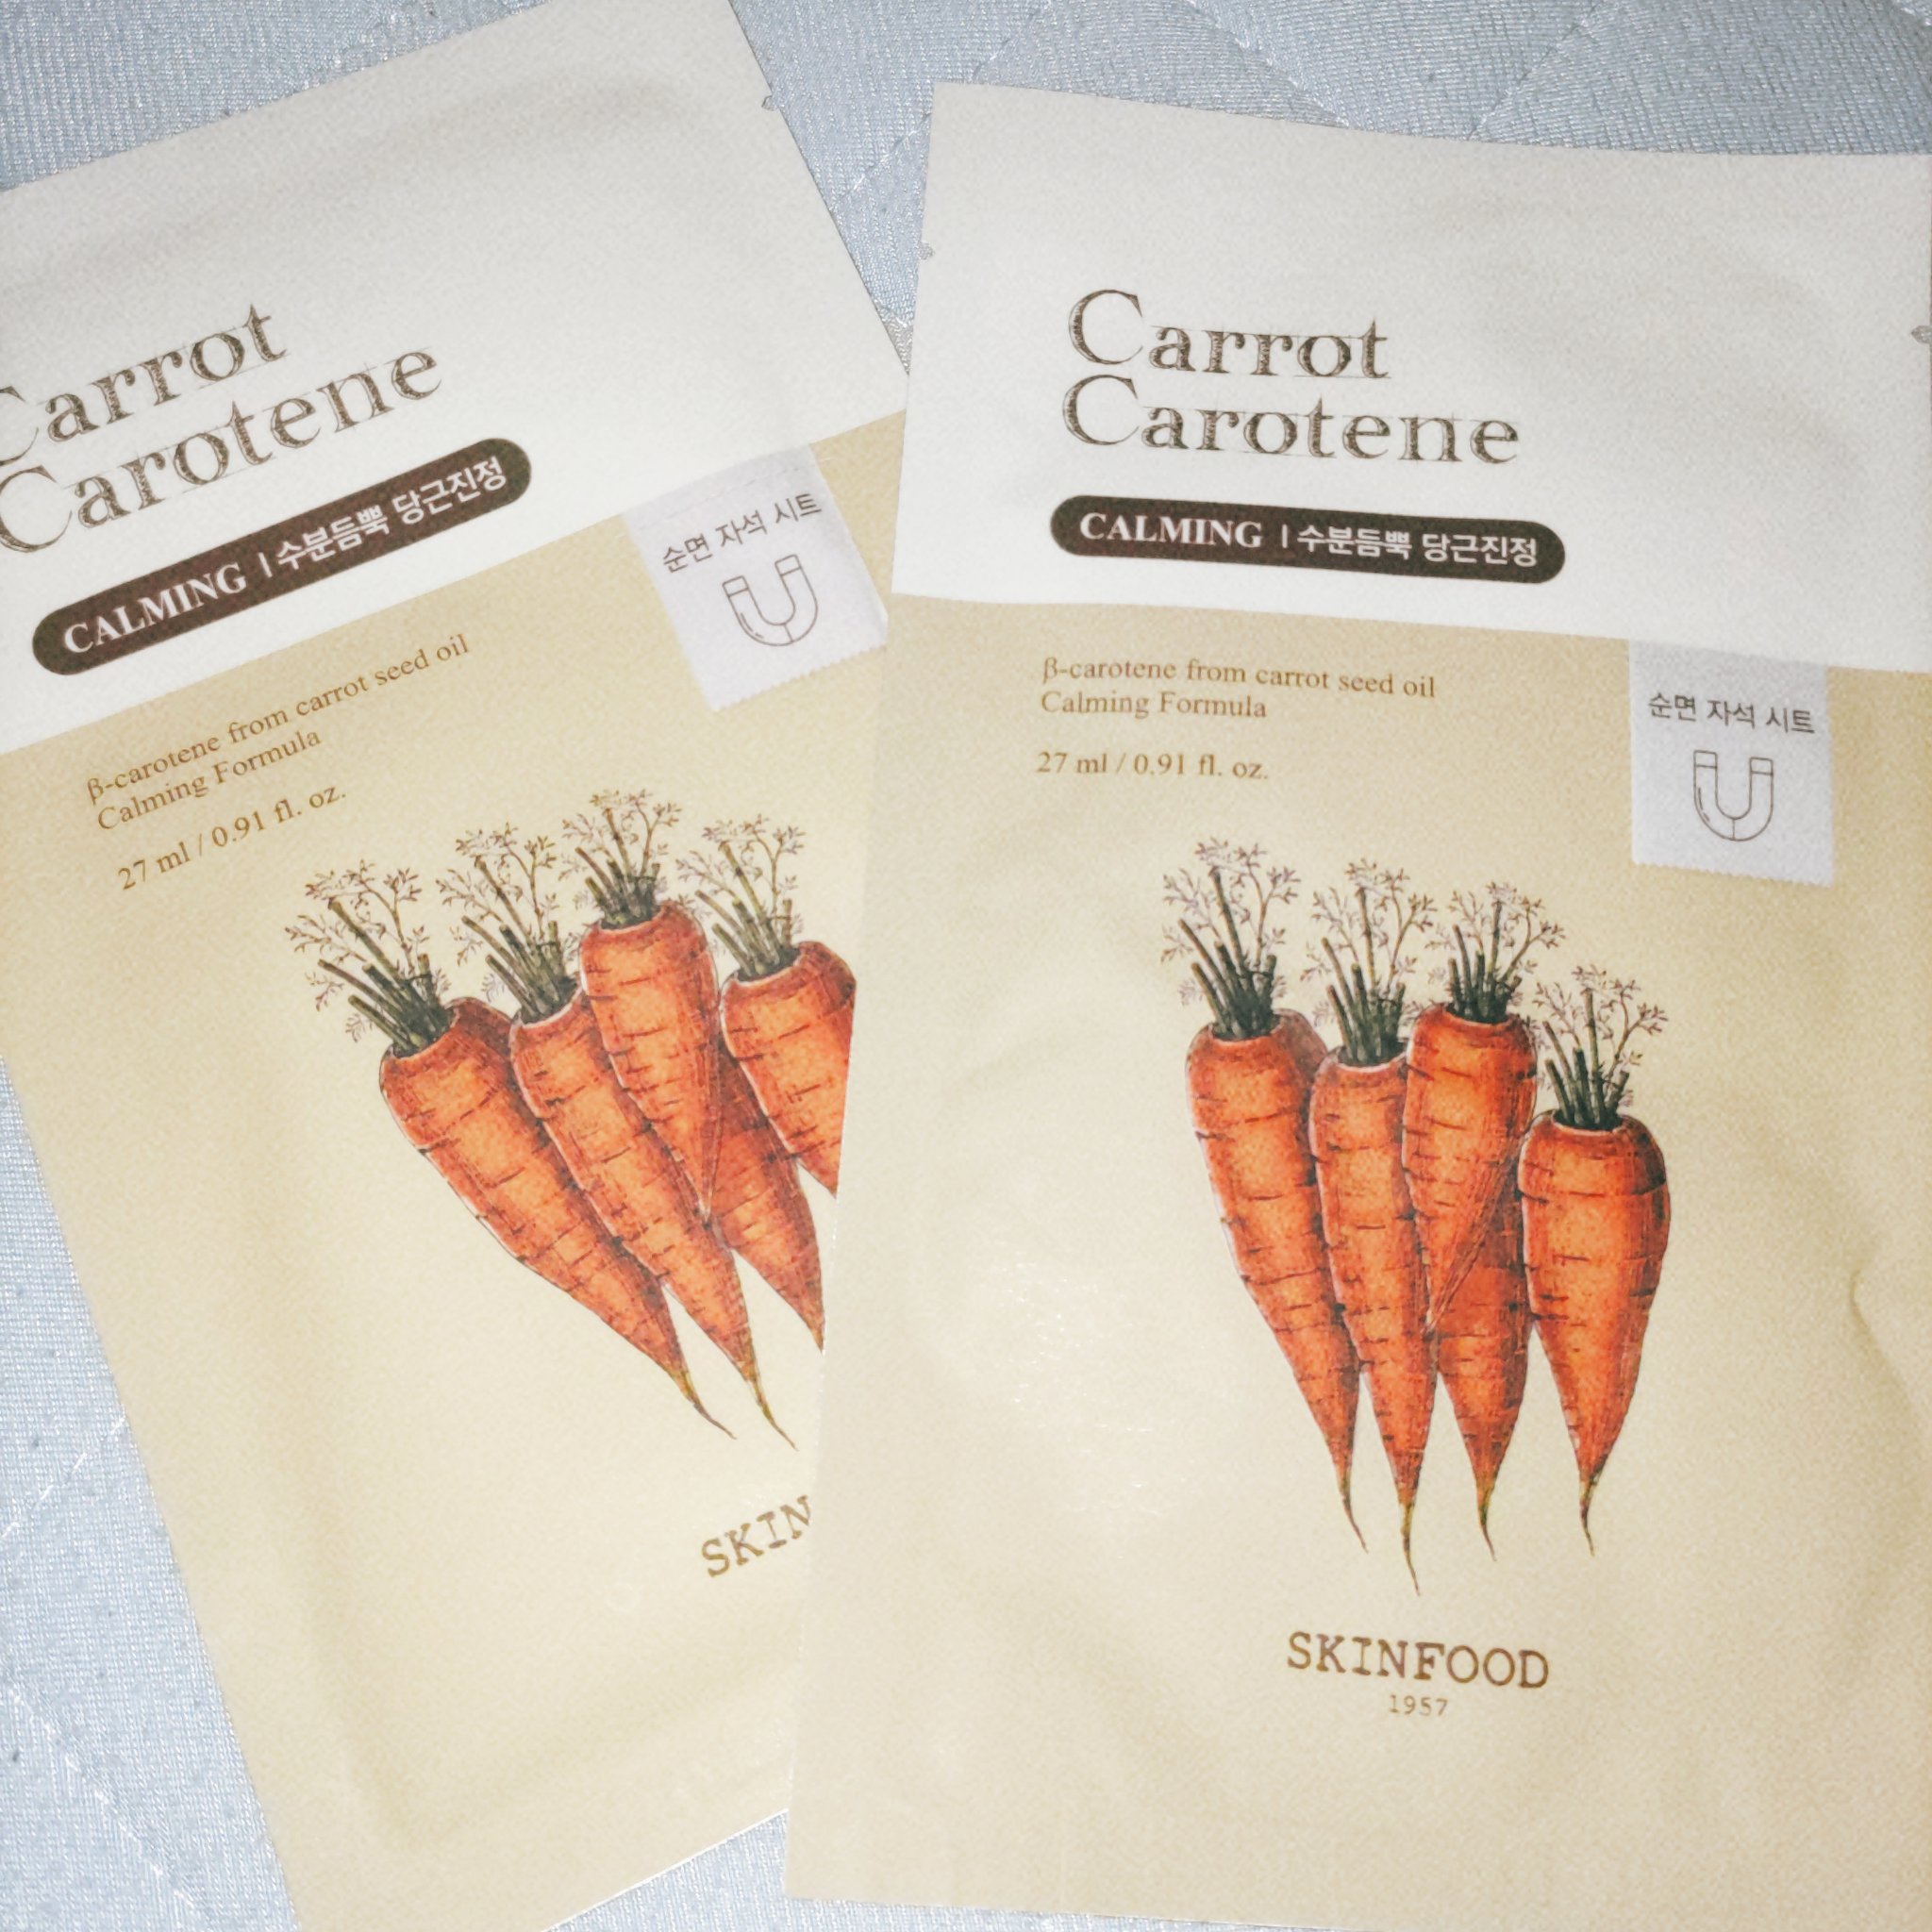 Carrot
Carotene
CALMING | 수분듬뿍 당근진정
순면 자석 시트
β-carotene from carrot seed oil
Calming Formula
27 ml / 0.91 fl. oz.
SKIN
Carrot
Carotene
CALMING | 수분듬뿍 당근진정
순면 자석 시트
β-carotene from carrot seed oil
Calming Formula
27 ml / 0.91 fl. oz.
SKINFOOD
1957